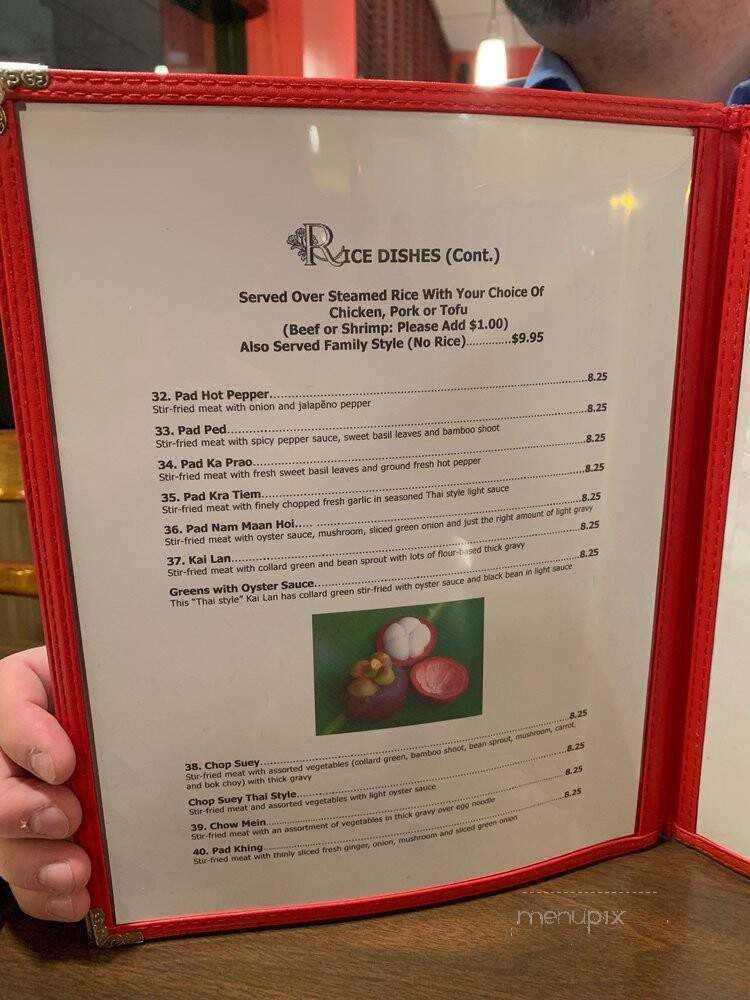 RICE DISHES (Cont.)
Served Over Steamed Rice With Your Choice Of
Chicken, Pork or Tofu
(Beef or Shrimp: Please Add $1.00)
Also Served Family Style (No Rice).............$9.95
32. Pad Hot Pepper..........8.25
Stir-fried meat with onion and jalapēno pepper
33. Pad Ped..........8.25
Stir-fried meat with spicy pepper sauce, sweet basil leaves and bamboo shoot
34. Pad Ka Prao..........8.25
Stir-fried meat with fresh sweet basil leaves and ground fresh hot pepper
35. Pad Kra Tiem..........8.25
Stir-fried meat with finely chopped fresh garlic in seasoned Thai style light sauce
36. Pad Nam Maan Hoi.... ..........8.25
Stir-fried meat with oyster sauce, mushroom, sliced green onion and just the right amount of light gravy
37. Kai Lan..........8.25
Stir-fried meat with collard green and bean sprout with lots of flour-based thick gravy
Greens with Oyster Sauce..........8.25
This "Thai style" Kai Lan has collard green stir-fried with oyster sauce and black bean in light sauce
38. Chop Suey..........8.25
Stir-fried meat with assorted vegetables (collard green, bamboo shoot, bean sprout, mushroom, carrot,
and bok choy) with thick gravy
Chop Suey Thai Style..........8.25
Stir-fried meat and assorted vegetables with light oyster sauce
39. Chow Mein..........8.25
Stir-fried meat with an assortment of vegetables in thick gravy over egg noodle
40. Pad Khing..........8.25
Stir-fried meat with thinly sliced fresh ginger, onion, mushroom and sliced green onion
menupix